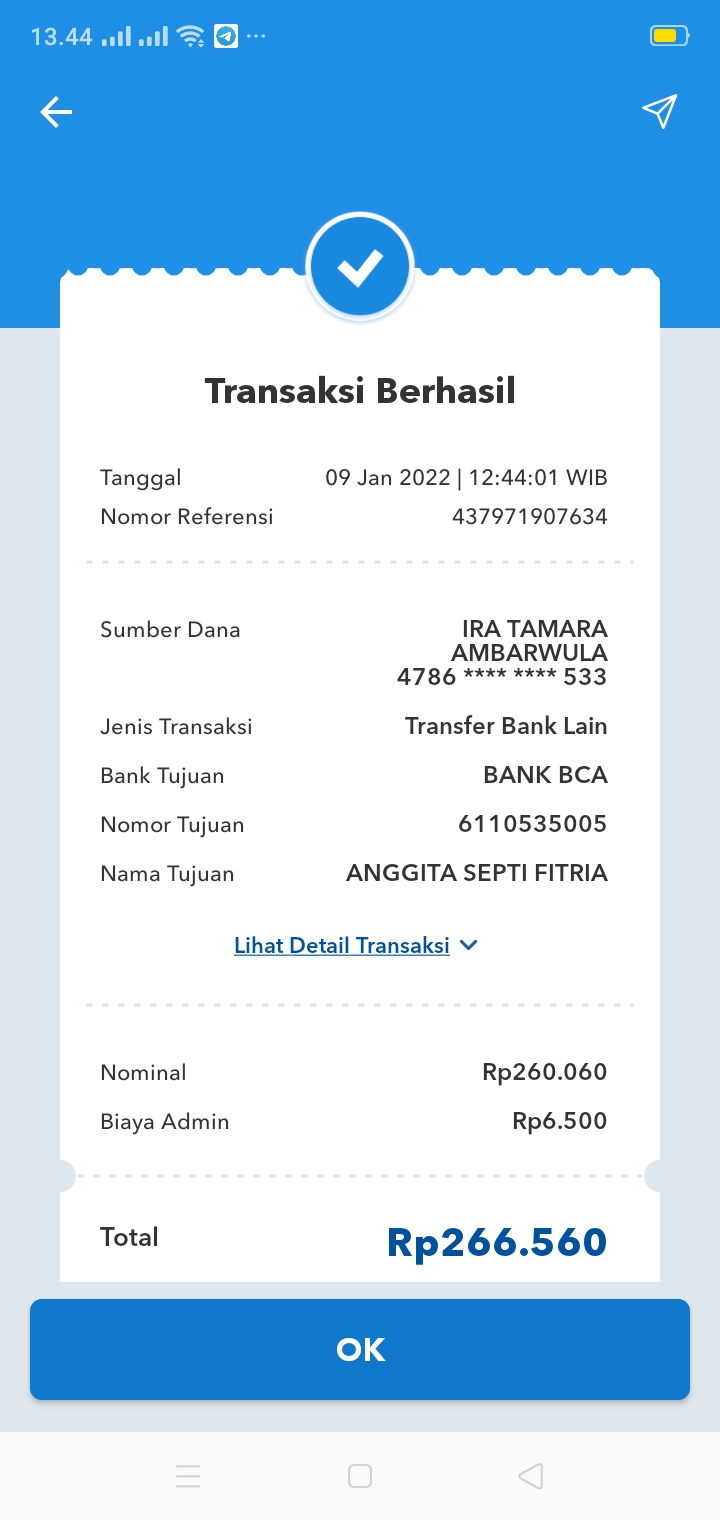 13.44
Transaksi Berhasil
Tanggal 09 Jan 2022 | 12:44:01 WIB
Nomor Referensi 437971907634
Sumber Dana IRA TAMARA
AMBARWULA
4786 **** **** 533
Jenis Transaksi Transfer Bank Lain
Bank Tujuan BANK BCA
Nomor Tujuan 6110535005
Nama Tujuan ANGGITA SEPTI FITRIA
Lihat Detail Transaksi
Nominal Rp260.060
Biaya Admin Rp6.500
Total Rp266.560
OK